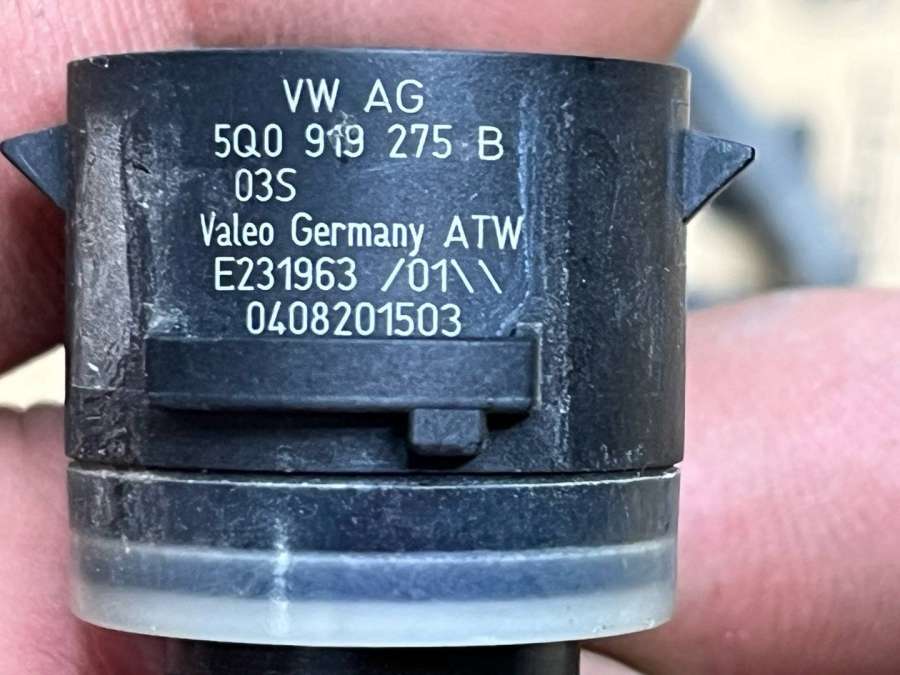 VW AG
5Q0 919 275 B
03S
Valeo Germany ATW
E231963 /01\\
0408201503